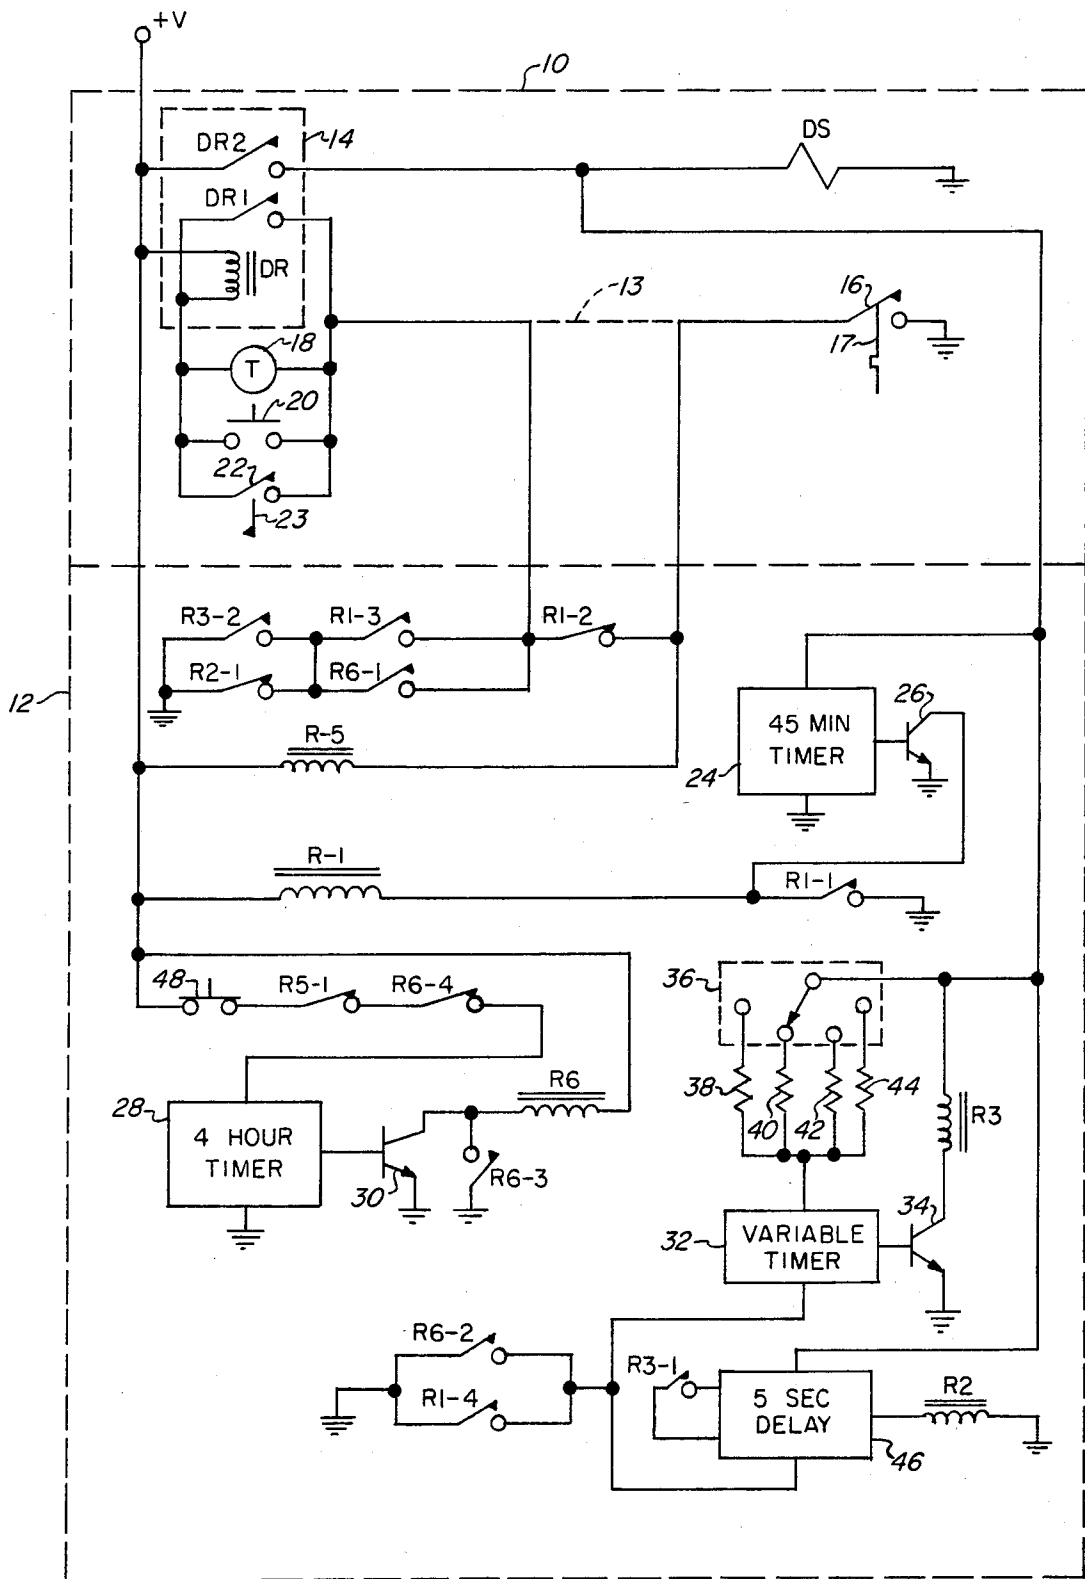 +V
10
DR2
14
DS
DR1
DR
13
16
17
18
T
20
22
23
R3-2
R1-3
R1-2
R2-1
R6-1
12
26
45 MIN
TIMER
24
R-5
R-1
R1-1
48
R5-1
R6-4
36
38
40
42
44
R3
R6
28
4 HOUR
TIMER
30
R6-3
34
32
VARIABLE
TIMER
R6-2
R3-1
R1-4
5 SEC
DELAY
R2
46